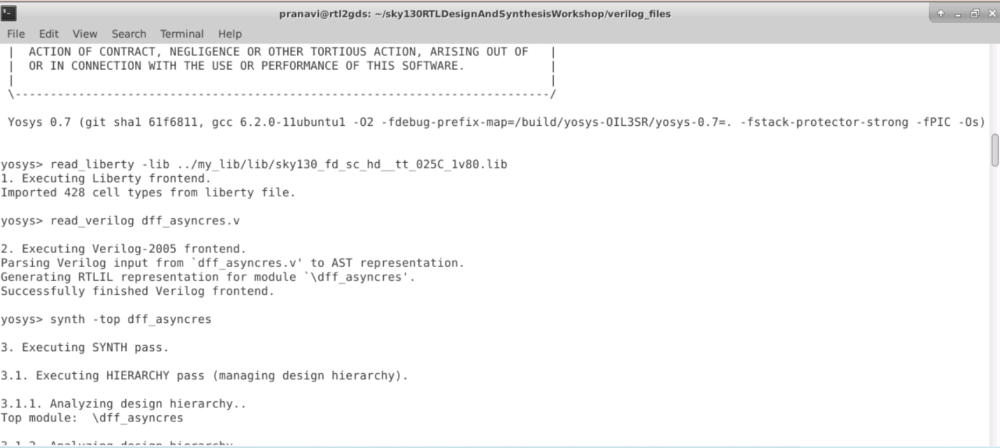 pranavi@rtl2gds: ~/sky130RTLDesignAndSynthesisWorkshop/verilog_files
File Edit View Search Terminal Help
|  ACTION OF CONTRACT, NEGLIGENCE OR OTHER TORTIOUS ACTION, ARISING OUT OF   |
|  OR IN CONNECTION WITH THE USE OR PERFORMANCE OF THIS SOFTWARE.            |
|                                                                            |
\----------------------------------------------------------------------------/
Yosys 0.7 (git sha1 61f6811, gcc 6.2.0-11ubuntu1 -O2 -fdebug-prefix-map=/build/yosys-OIL3SR/yosys-0.7=. -fstack-protector-strong -fPIC -Os)
yosys> read_liberty -lib ../my_lib/lib/sky130_fd_sc_hd__tt_025C_1v80.lib
1. Executing Liberty frontend.
Imported 428 cell types from liberty file.
yosys> read_verilog dff_asyncres.v
2. Executing Verilog-2005 frontend.
Parsing Verilog input from `dff_asyncres.v' to AST representation.
Generating RTLIL representation for module `\dff_asyncres'.
Successfully finished Verilog frontend.
yosys> synth -top dff_asyncres
3. Executing SYNTH pass.
3.1. Executing HIERARCHY pass (managing design hierarchy).
3.1.1. Analyzing design hierarchy..
Top module:  \dff_asyncres
3.1.2. Analyzing design hierarchy